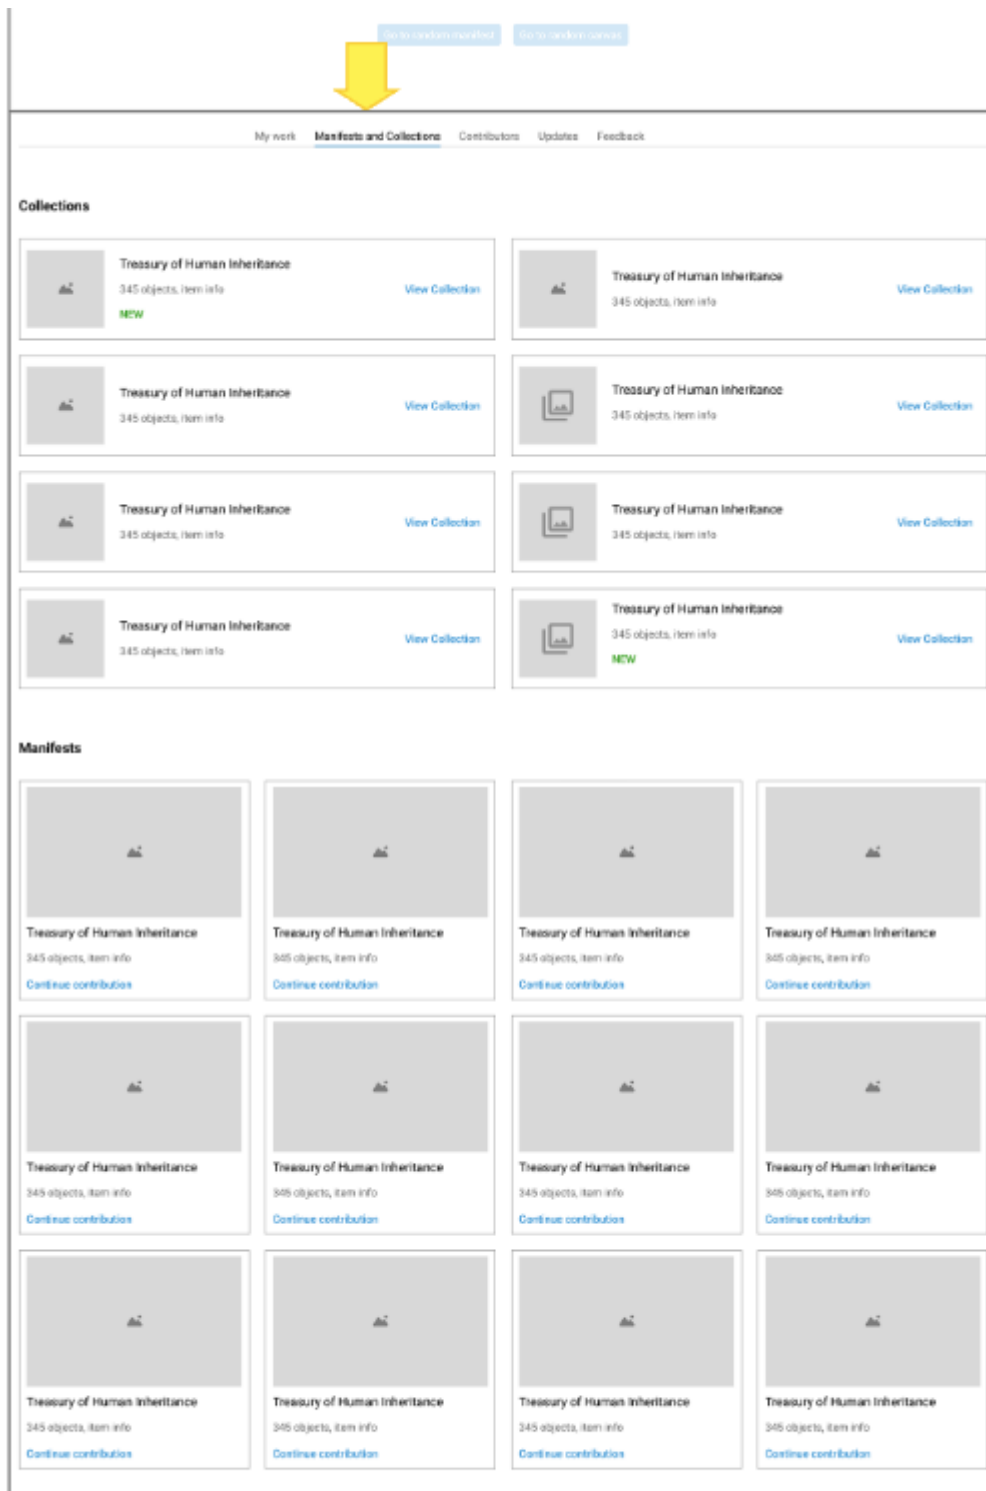 Go to random manifest Go to random canvas
My work Manifests and Collections Contributors Updates Feedback
Collections
Treasury of Human Inheritance
345 objects, item info
NEW
View Collection
Treasury of Human Inheritance
345 objects, item info
View Collection
Treasury of Human Inheritance
345 objects, item info
View Collection
Treasury of Human Inheritance
345 objects, item info
View Collection
Treasury of Human Inheritance
345 objects, item info
View Collection
Treasury of Human Inheritance
345 objects, item info
View Collection
Treasury of Human Inheritance
345 objects, item info
View Collection
Treasury of Human Inheritance
345 objects, item info
NEW
View Collection
Manifests
Treasury of Human Inheritance
345 objects, item info
Continue contribution
Treasury of Human Inheritance
345 objects, item info
Continue contribution
Treasury of Human Inheritance
345 objects, item info
Continue contribution
Treasury of Human Inheritance
345 objects, item info
Continue contribution
Treasury of Human Inheritance
345 objects, item info
Continue contribution
Treasury of Human Inheritance
345 objects, item info
Continue contribution
Treasury of Human Inheritance
345 objects, item info
Continue contribution
Treasury of Human Inheritance
345 objects, item info
Continue contribution
Treasury of Human Inheritance
345 objects, item info
Continue contribution
Treasury of Human Inheritance
345 objects, item info
Continue contribution
Treasury of Human Inheritance
345 objects, item info
Continue contribution
Treasury of Human Inheritance
345 objects, item info
Continue contribution